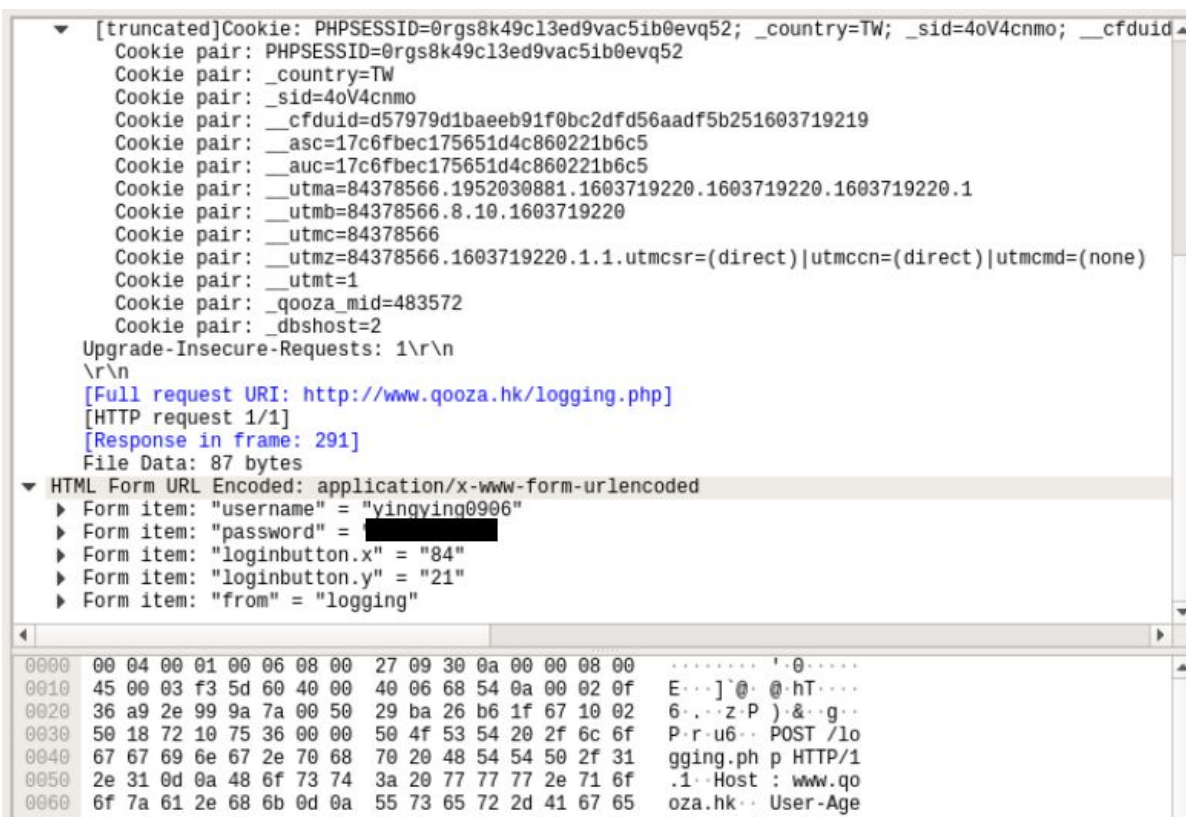 [truncated]Cookie: PHPSESSID=0rgs8k49cl3ed9vac5ib0evq52; _country=TW; _sid=4oV4cnmo; __cfduid
Cookie pair: PHPSESSID=0rgs8k49cl3ed9vac5ib0evq52
Cookie pair: _country=TW
Cookie pair: _sid=4oV4cnmo
Cookie pair: __cfduid=d57979d1baeeb91f0bc2dfd56aadf5b251603719219
Cookie pair: __asc=17c6fbec175651d4c860221b6c5
Cookie pair: __auc=17c6fbec175651d4c860221b6c5
Cookie pair: __utma=84378566.1952030881.1603719220.1603719220.1603719220.1
Cookie pair: __utmb=84378566.8.10.1603719220
Cookie pair: __utmc=84378566
Cookie pair: __utmz=84378566.1603719220.1.1.utmcsr=(direct)|utmccn=(direct)|utmcmd=(none)
Cookie pair: __utmt=1
Cookie pair: _qooza_mid=483572
Cookie pair: _dbshost=2
Upgrade-Insecure-Requests: 1\r\n
\r\n
[Full request URI: http://www.qooza.hk/logging.php]
[HTTP request 1/1]
[Response in frame: 291]
File Data: 87 bytes
HTML Form URL Encoded: application/x-www-form-urlencoded
Form item: "username" = "yingying0906"
Form item: "password" = "
Form item: "loginbutton.x" = "84"
Form item: "loginbutton.y" = "21"
Form item: "from" = "logging"
0000 00 04 00 01 00 06 08 00 27 09 30 0a 00 00 08 00 ········ '·0·····
0010 45 00 03 f3 5d 60 40 00 40 06 68 54 0a 00 02 0f E···]`@· @·hT····
0020 36 a9 2e 99 9a 7a 00 50 29 ba 26 b6 1f 67 10 02 6·.··z·P )·&··g··
0030 50 18 72 10 75 36 00 00 50 4f 53 54 20 2f 6c 6f P·r·u6·· POST /lo
0040 67 67 69 6e 67 2e 70 68 70 20 48 54 54 50 2f 31 gging.ph p HTTP/1
0050 2e 31 0d 0a 48 6f 73 74 3a 20 77 77 77 2e 71 6f .1··Host : www.qo
0060 6f 7a 61 2e 68 6b 0d 0a 55 73 65 72 2d 41 67 65 oza.hk·· User-Age